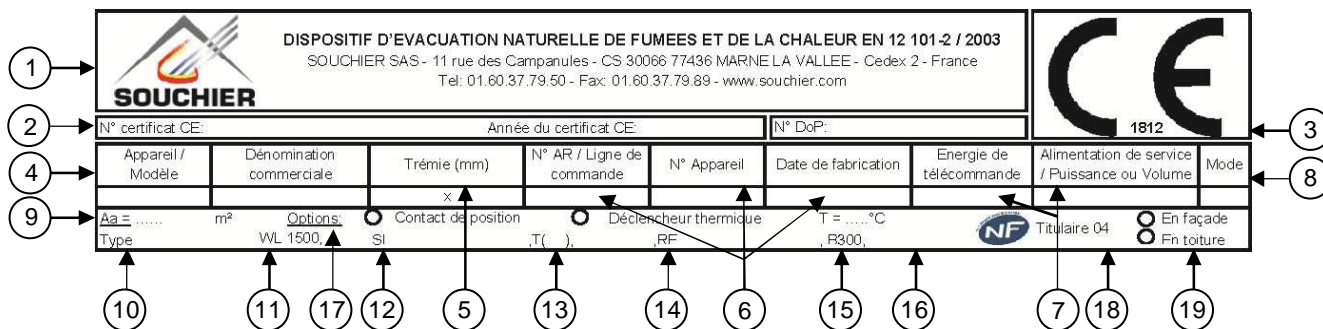 DISPOSITIF D'EVACUATION NATURELLE DE FUMEES ET DE LA CHALEUR EN 12 101-2 / 2003
SOUCHIER SAS - 11 rue des Campanules - CS 30066 77436 MARNE LA VALLEE - Cedex 2 - France
Tel: 01.60.37.79.50 - Fax: 01.60.37.79.89 - www.souchier.com
1
SOUCHIER
CE
1812
2 N° certificat CE: Année du certificat CE: N° DoP: 3
4 Appareil / Modèle Dénomination commerciale Trémie (mm) N° AR / Ligne de commande N° Appareil Date de fabrication Energie de télécommande Alimentation de service / Puissance ou Volume Mode 8
x
9 Aa = ...... m² Options: Contact de position Déclencheur thermique T = .....°C NF Titulaire 04 En façade
Type WL 1500, SI ,T( ), ,RF , R300, En toiture
10 11 17 12 5 13 14 6 15 16 7 18 19